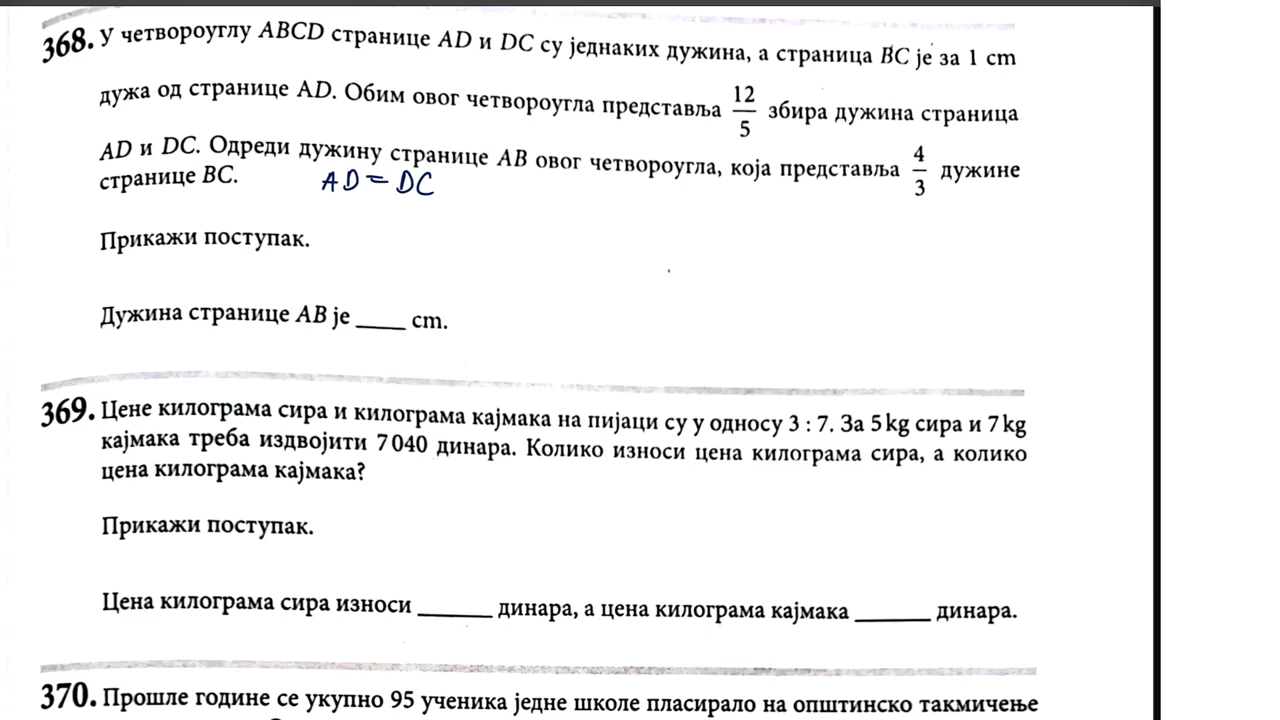 368. У четвороуглу ABCD странице AD и DC су једнаких дужина, а страница BC је за 1 cm
дужа од странице AD. Обим овог четвороугла представља 12/5 збира дужина страница
AD и DC. Одреди дужину странице AB овог четвороугла, која представља 4/3 дужине
странице BC.
AD = DC
Прикажи поступак.
Дужина странице AB је ____ cm.
369. Цене килограма сира и килограма кајмака на пијаци су у односу 3 : 7. За 5 kg сира и 7 kg
кајмака треба издвојити 7 040 динара. Колико износи цена килограма сира, а колико
цена килограма кајмака?
Прикажи поступак.
Цена килограма сира износи ______ динара, а цена килограма кајмака ______ динара.
370. Прошле године се укупно 95 ученика једне школе пласирало на општинско такмичење